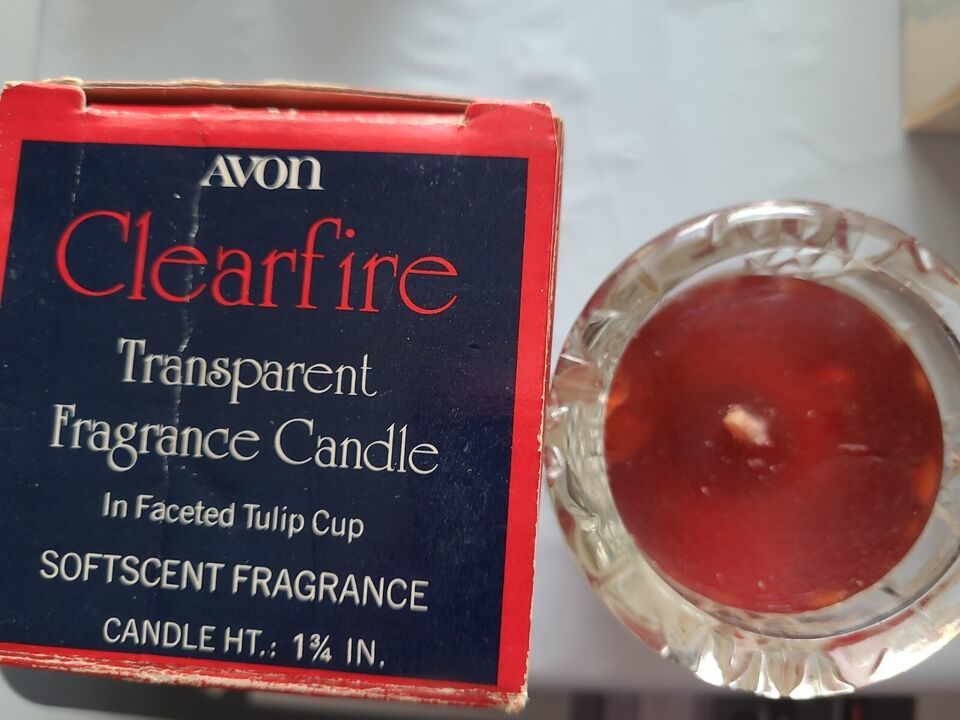 AVON
Clearfire
Transparent
Fragrance Candle
In Faceted Tulip Cup
SOFTSCENT FRAGRANCE
CANDLE HT.: 1¾ IN.